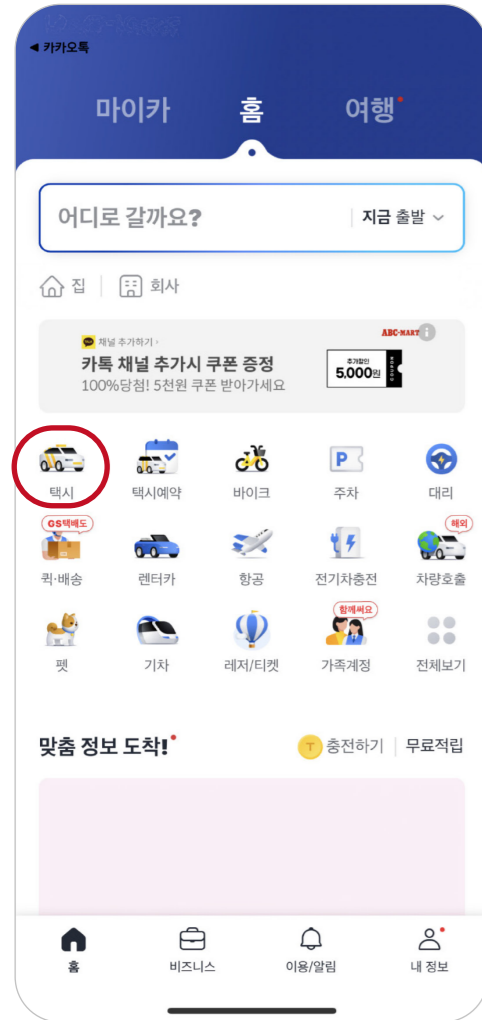 ◀ 카카오톡
마이카 홈 여행
어디로 갈까요? 지금 출발
집 회사
채널 추가하기 ›
카톡 채널 추가시 쿠폰 증정
100%당첨! 5천원 쿠폰 받아가세요
ABC-MART
추가할인
5,000원
COUPON
택시 택시예약 바이크 주차 대리
GS택배도 해외
퀵·배송 렌터카 항공 전기차충전 차량호출
함께써요
펫 기차 레저/티켓 가족계정 전체보기
맞춤 정보 도착! T 충전하기 무료적립
홈 비즈니스 이용/알림 내 정보